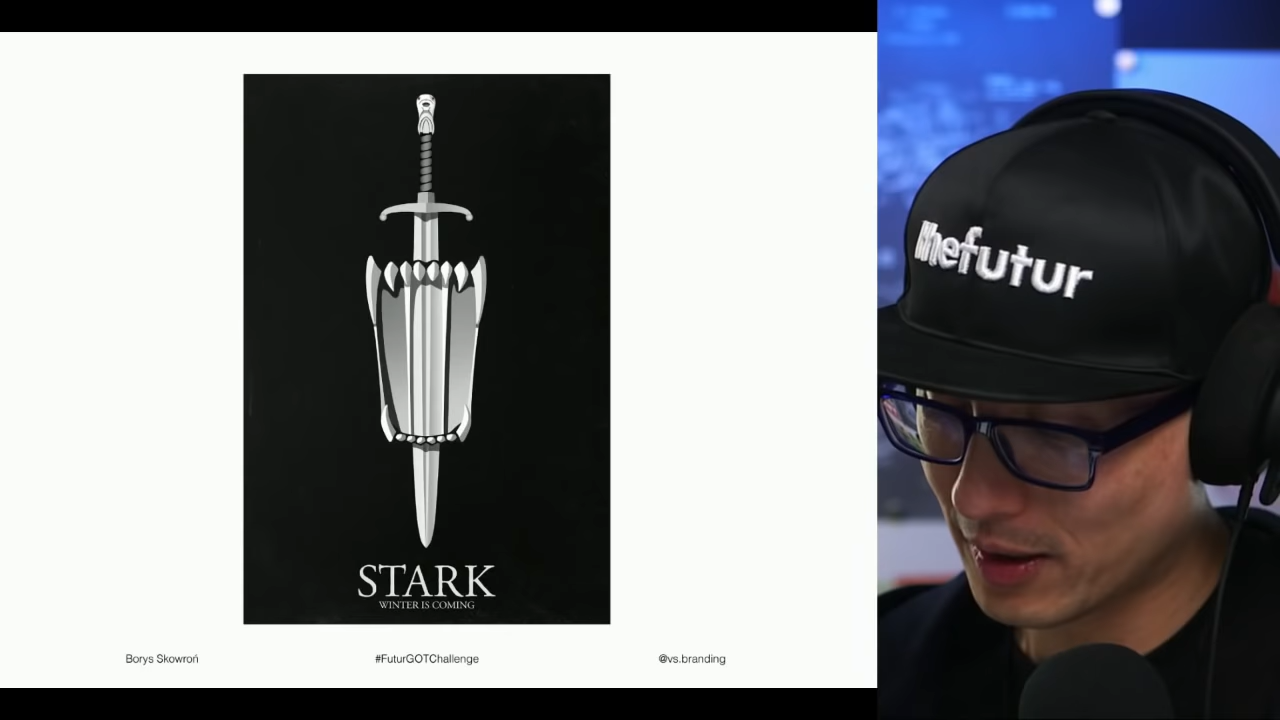 STARK
WINTER IS COMING
Borys Skowroń
#FuturGOTChallenge
@vs.branding
thefutur